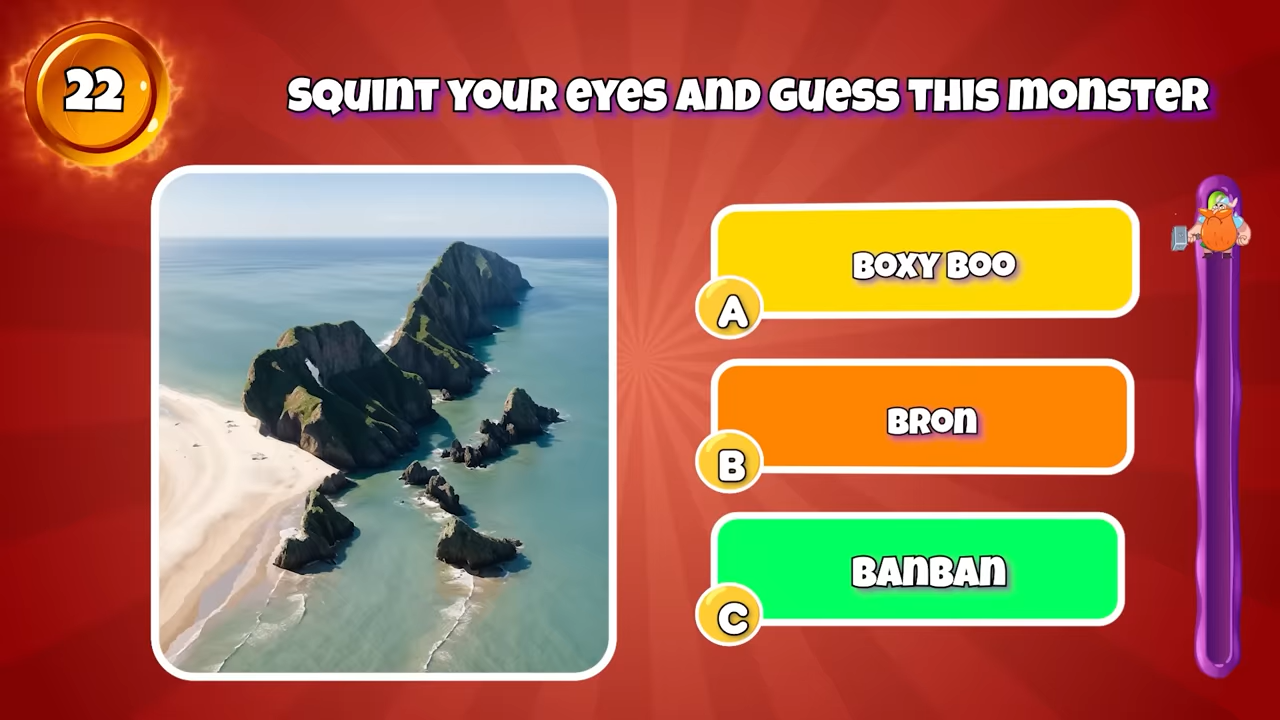 22
SQUINT YOUR EYES AND GUESS THIS MONSTER
BOXY BOO
A
BRON
B
BANBAN
C